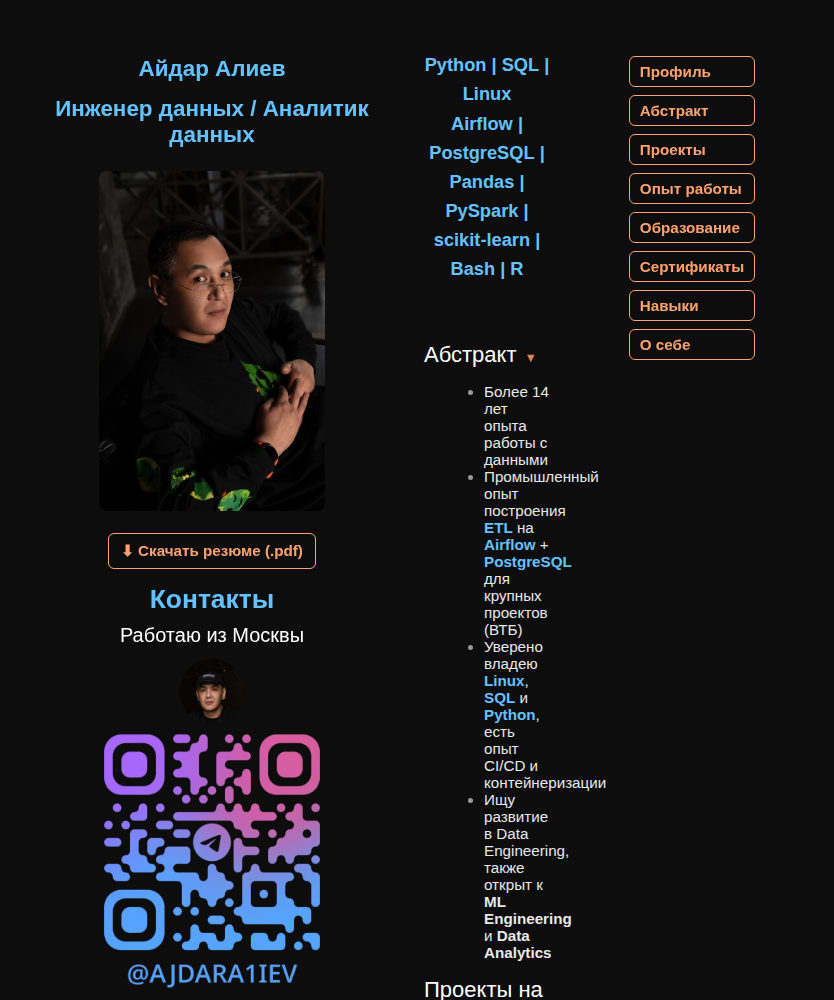 Айдар Алиев
Инженер данных / Аналитик
данных
⬇ Скачать резюме (.pdf)
Контакты
Работаю из Москвы
@AJDARA1IEV
Python | SQL |
Linux
Airflow |
PostgreSQL |
Pandas |
PySpark |
scikit-learn |
Bash | R
Абстракт ▼
• Более 14
лет
опыта
работы с
данными
• Промышленный
опыт
построения
ETL на
Airflow +
PostgreSQL
для
крупных
проектов
(ВТБ)
• Уверено
владею
Linux,
SQL и
Python,
есть
опыт
CI/CD и
контейнеризации
• Ищу
развитие
в Data
Engineering,
также
открыт к
ML
Engineering
и Data
Analytics
Проекты на
Профиль
Абстракт
Проекты
Опыт работы
Образование
Сертификаты
Навыки
О себе